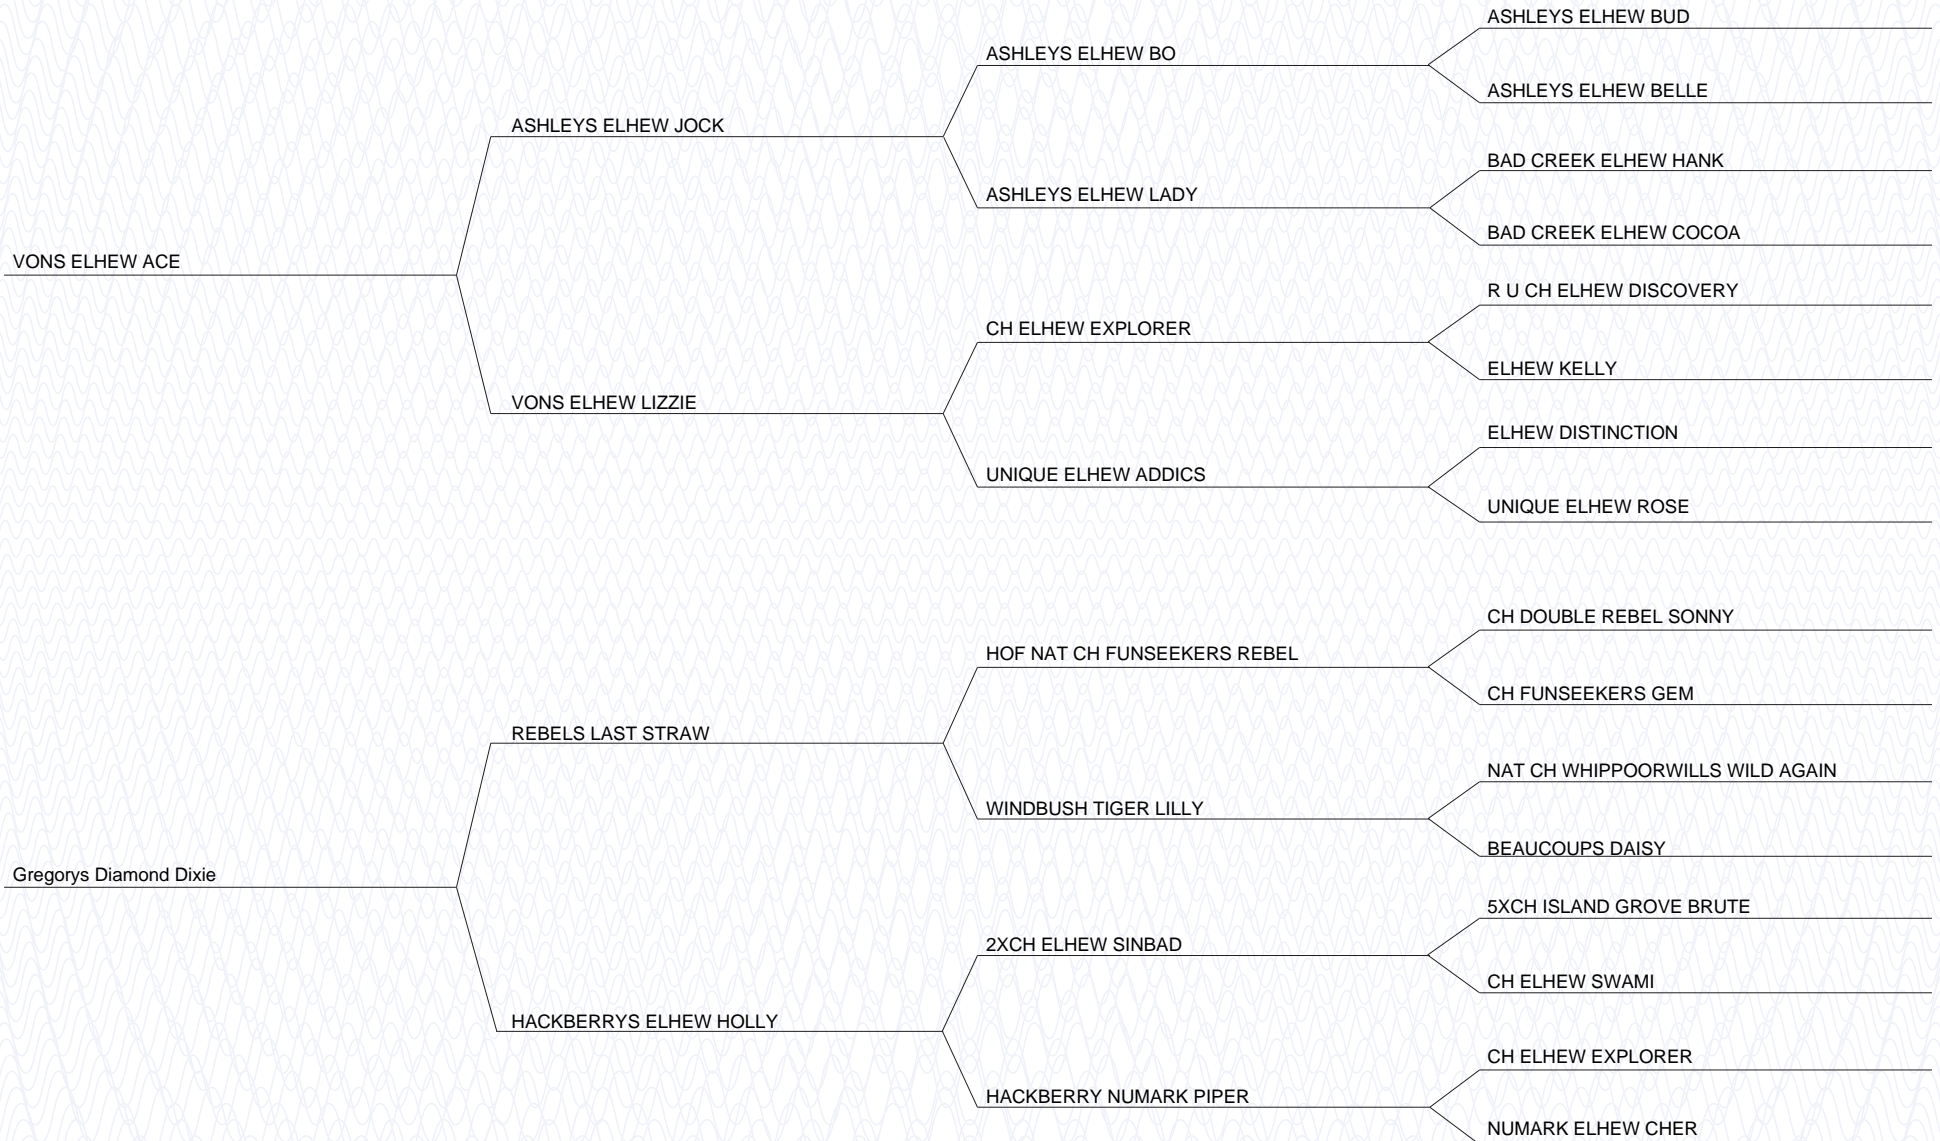 ASHLEYS ELHEW BUD
ASHLEYS ELHEW BO
ASHLEYS ELHEW BELLE
ASHLEYS ELHEW JOCK
BAD CREEK ELHEW HANK
ASHLEYS ELHEW LADY
BAD CREEK ELHEW COCOA
VONS ELHEW ACE
R U CH ELHEW DISCOVERY
CH ELHEW EXPLORER
ELHEW KELLY
VONS ELHEW LIZZIE
ELHEW DISTINCTION
UNIQUE ELHEW ADDICS
UNIQUE ELHEW ROSE
CH DOUBLE REBEL SONNY
HOF NAT CH FUNSEEKERS REBEL
CH FUNSEEKERS GEM
REBELS LAST STRAW
NAT CH WHIPPOORWILLS WILD AGAIN
WINDBUSH TIGER LILLY
BEAUCOUPS DAISY
Gregorys Diamond Dixie
5XCH ISLAND GROVE BRUTE
2XCH ELHEW SINBAD
CH ELHEW SWAMI
HACKBERRYS ELHEW HOLLY
CH ELHEW EXPLORER
HACKBERRY NUMARK PIPER
NUMARK ELHEW CHER